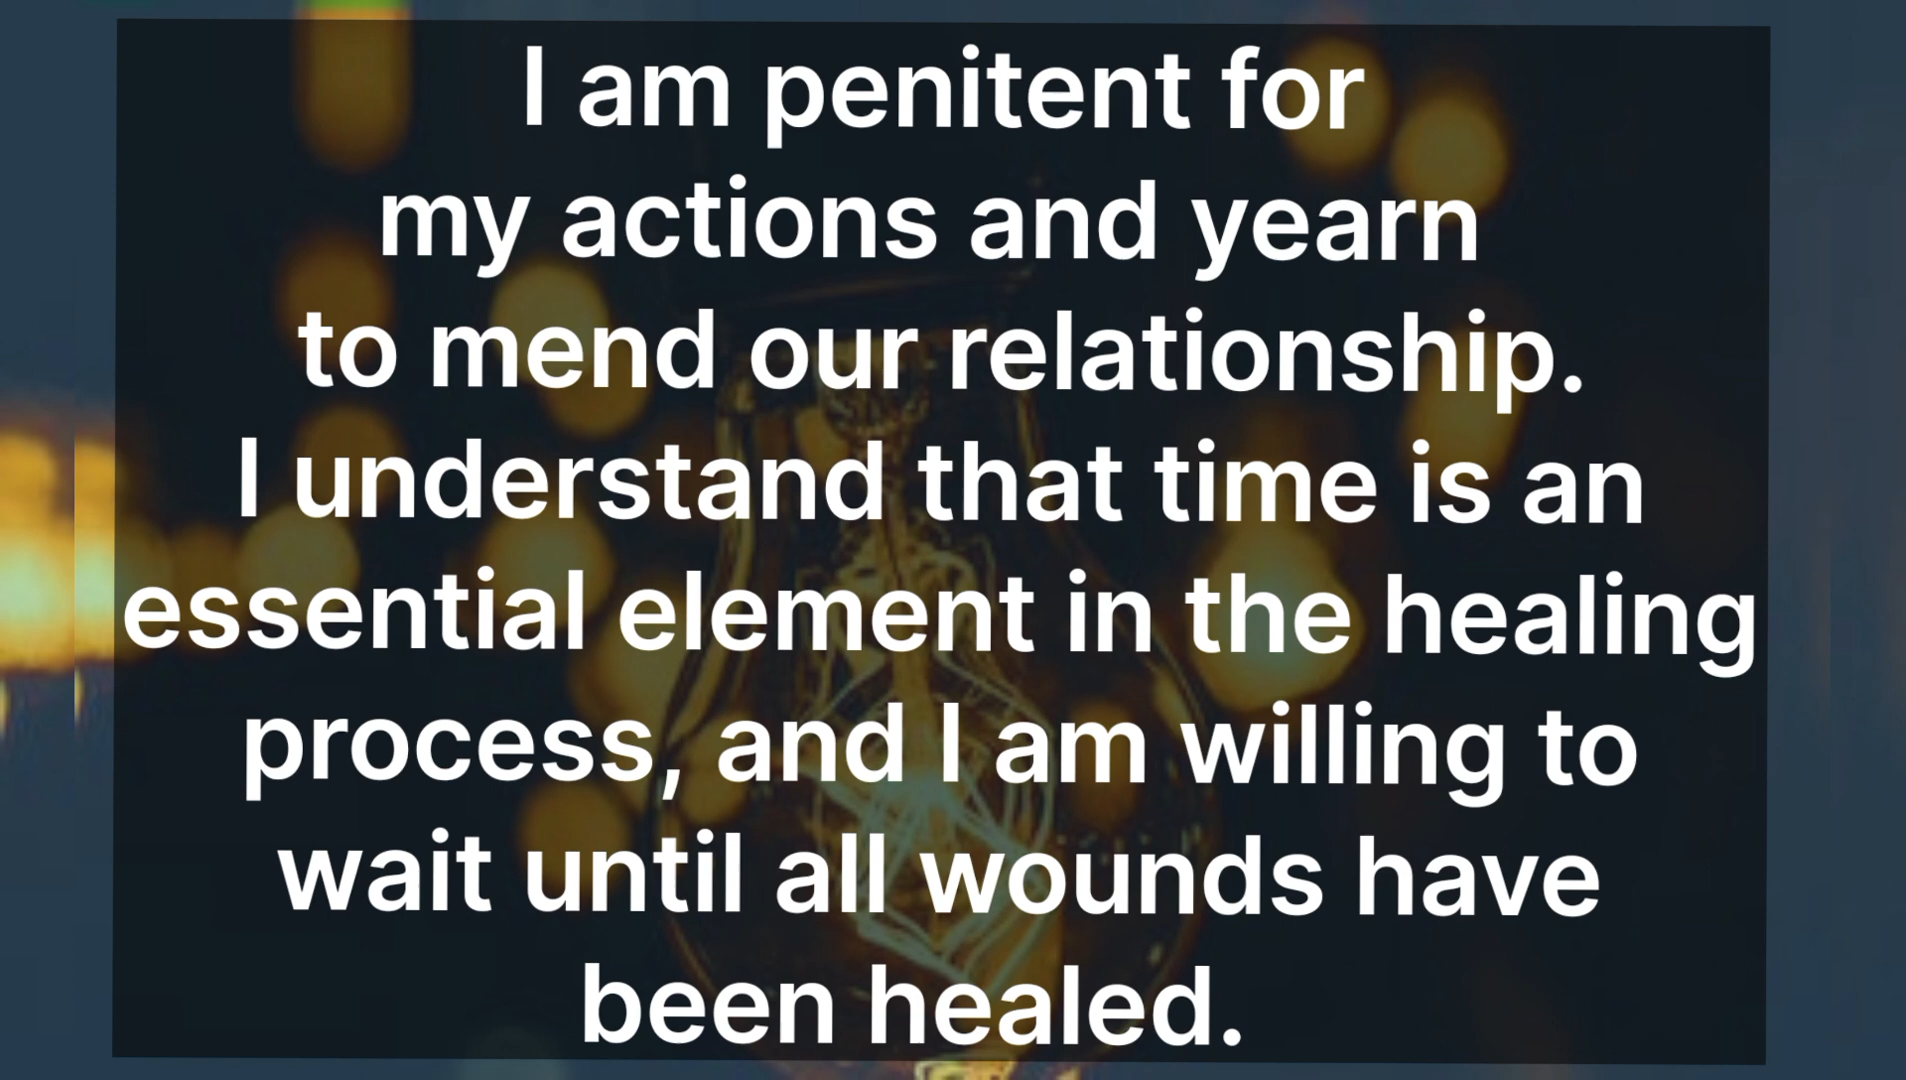 I am penitent for
my actions and yearn
to mend our relationship.
I understand that time is an
essential element in the healing
process, and I am willing to
wait until all wounds have
been healed.